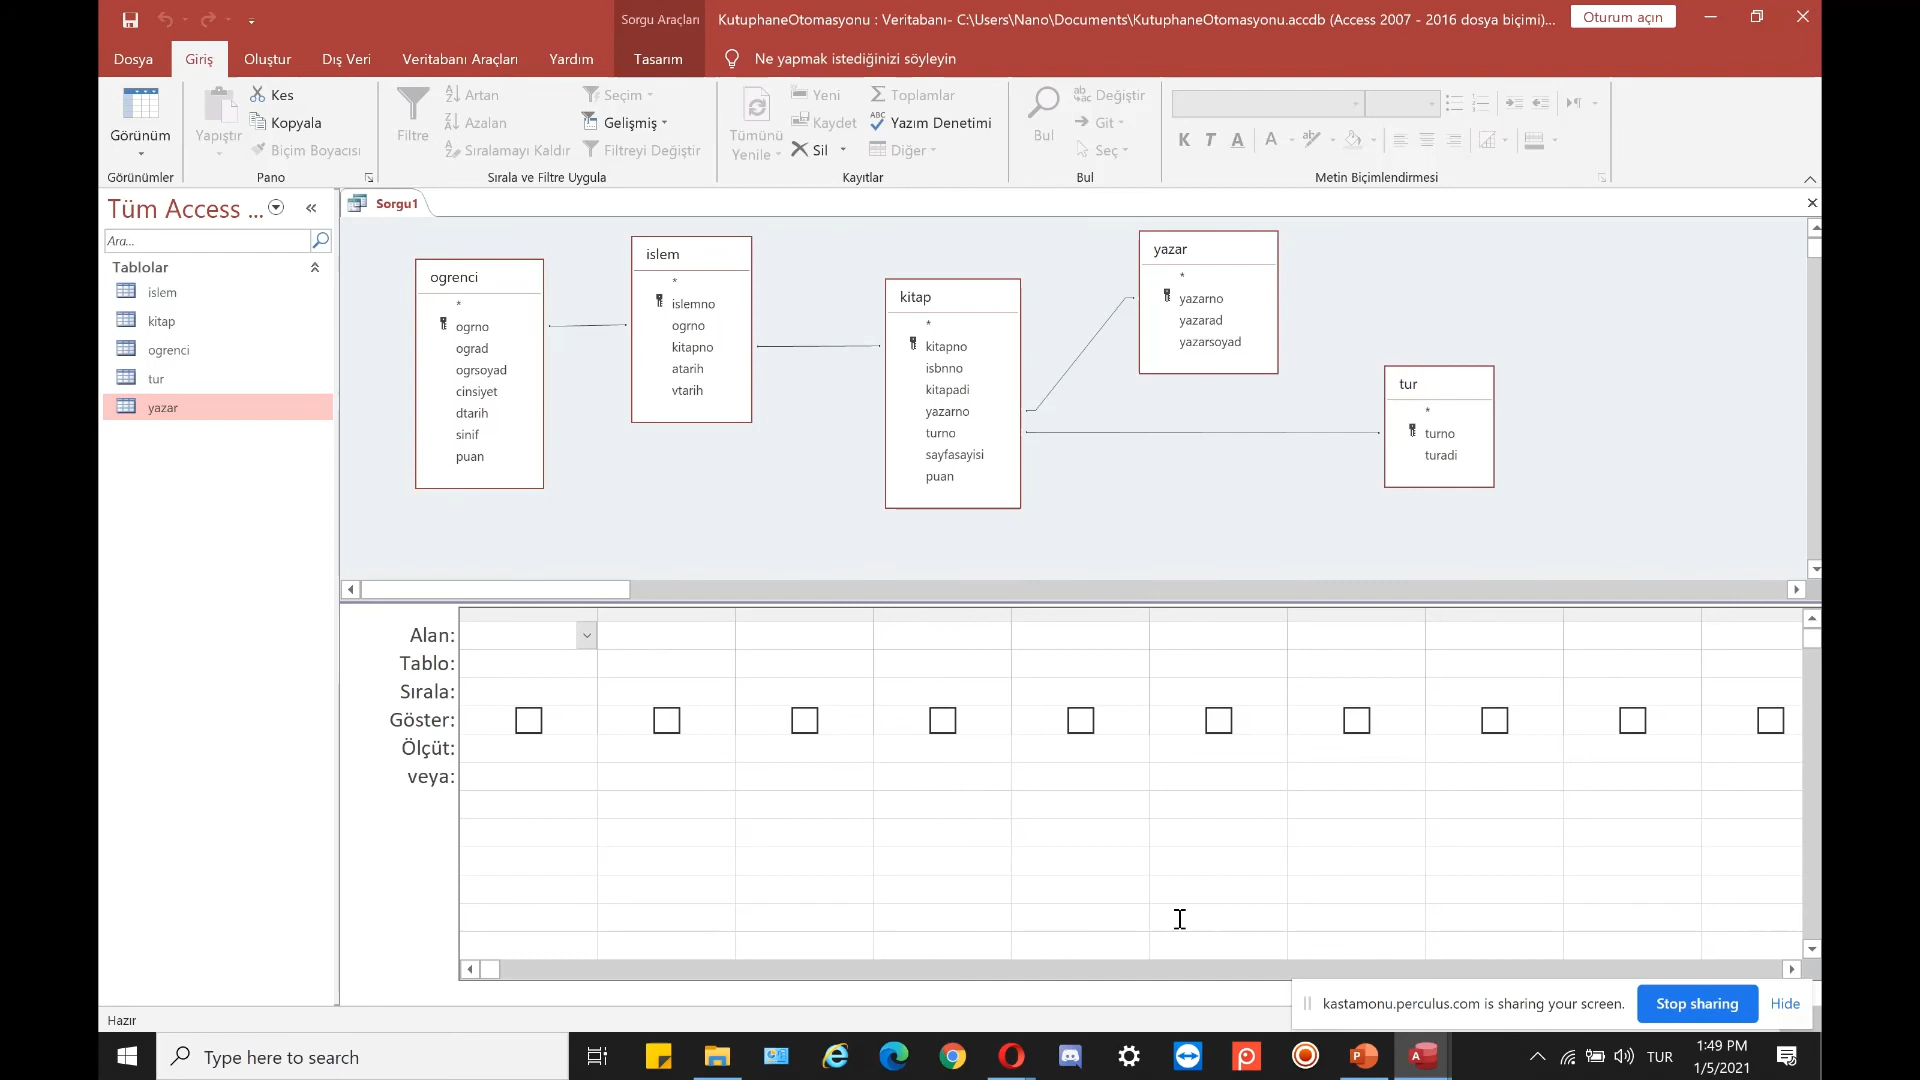 Sorgu Araçları
KutuphaneOtomasyonu : Veritabanı- C:\Users\Nano\Documents\KutuphaneOtomasyonu.accdb (Access 2007 - 2016 dosya biçimi)...
Oturum açın
Dosya Giriş Oluştur Dış Veri Veritabanı Araçları Yardım Tasarım Ne yapmak istediğinizi söyleyin
Görünüm
Görünümler
Yapıştır
Kes
Kopyala
Biçim Boyacısı
Pano
Filtre
Artan
Azalan
Sıralamayı Kaldır
Seçim
Gelişmiş
Filtreyi Değiştir
Sırala ve Filtre Uygula
Tümünü
Yenile
Yeni
Kaydet
Sil
Toplamlar
Yazım Denetimi
Diğer
Kayıtlar
Bul
Değiştir
Git
Seç
Bul
K T A A
Metin Biçimlendirmesi
Tüm Access ...
Ara...
Tablolar
islem
kitap
ogrenci
tur
yazar
Sorgu1
ogrenci
*
ogrno
ograd
ogrsoyad
cinsiyet
dtarih
sinif
puan
islem
*
islemno
ogrno
kitapno
atarih
vtarih
kitap
*
kitapno
isbnno
kitapadi
yazarno
turno
sayfasayisi
puan
yazar
*
yazarno
yazarad
yazarsoyad
tur
*
turno
turadi
Alan:
Tablo:
Sırala:
Göster:
Ölçüt:
veya:
kastamonu.perculus.com is sharing your screen. Stop sharing Hide
Hazır
Type here to search
TUR
1:49 PM
1/5/2021